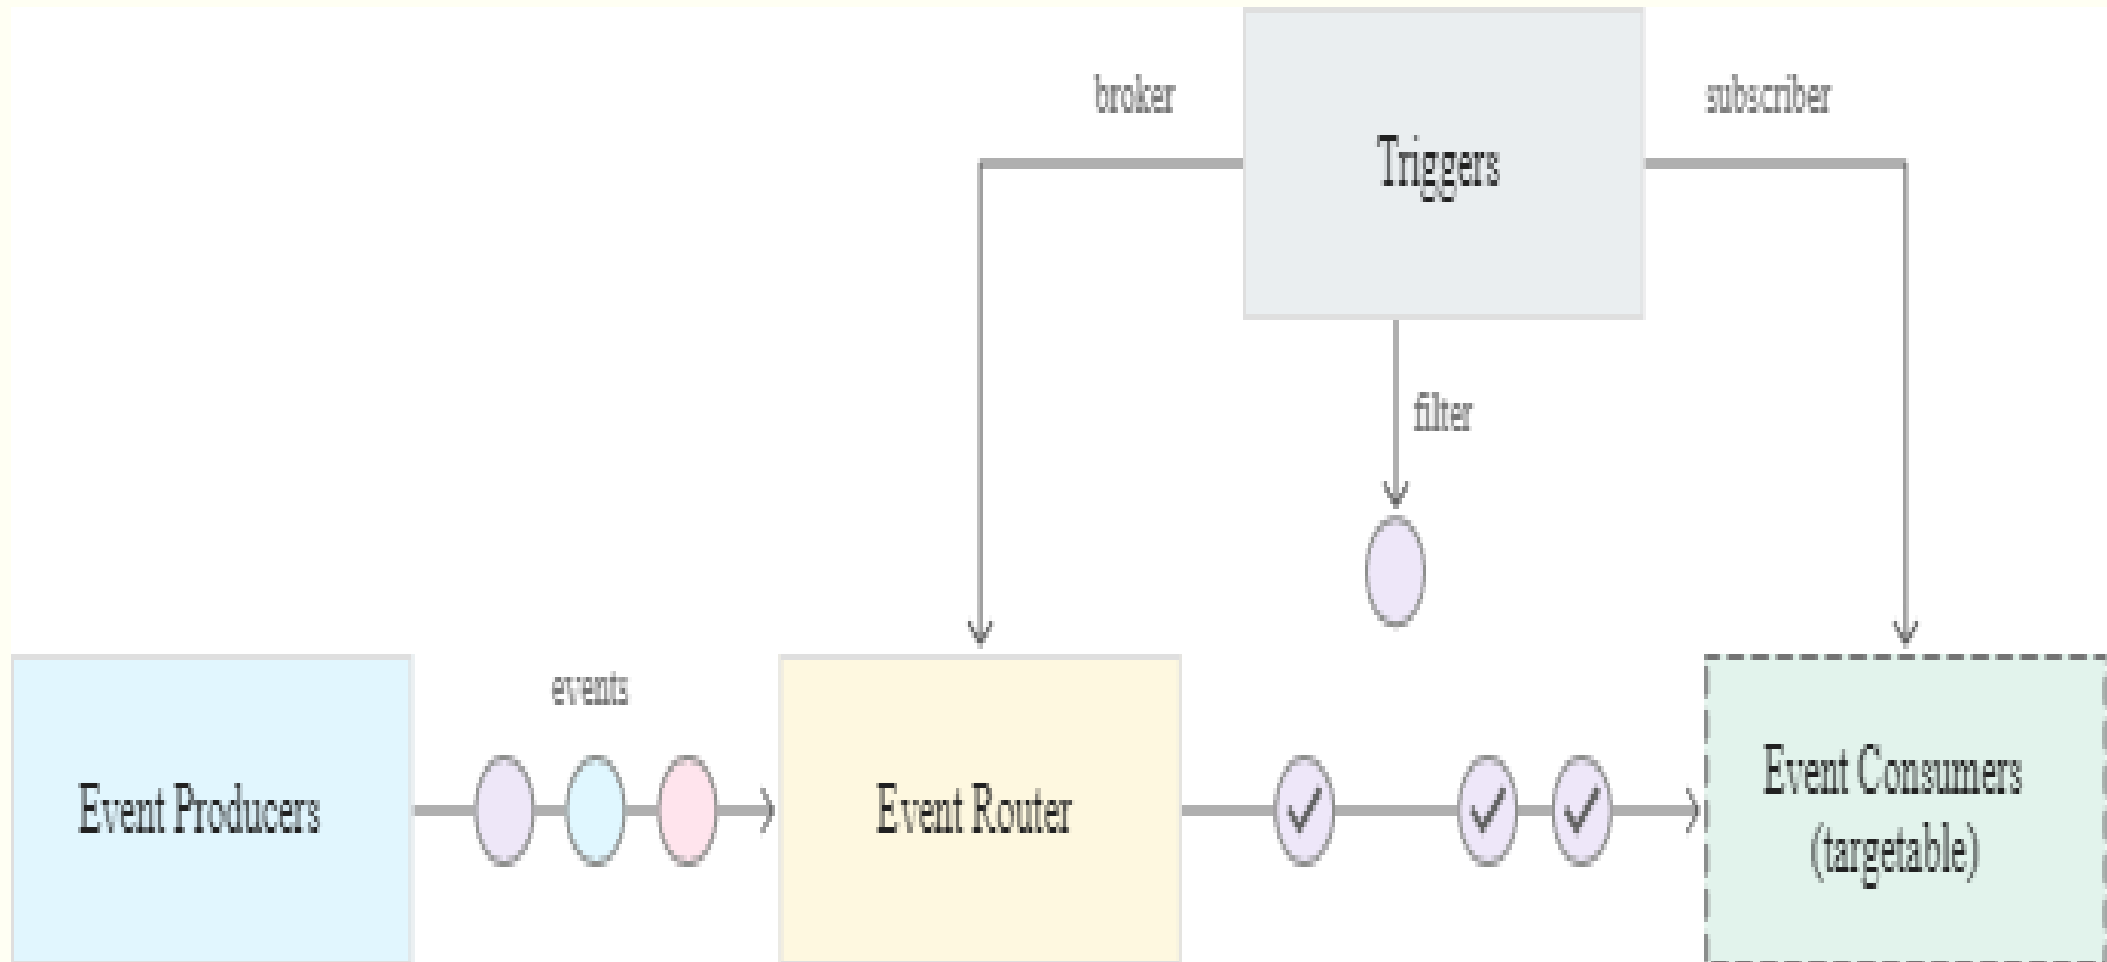 broker
subscriber
Triggers
filter
events
Event Producers
Event Router
Event Consumers
(targetable)